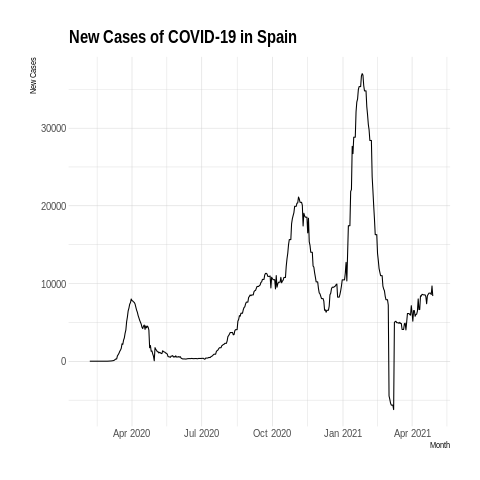 New Cases of COVID-19 in Spain
New Cases
30000
20000
10000
0
Apr 2020 Jul 2020 Oct 2020 Jan 2021 Apr 2021
Month